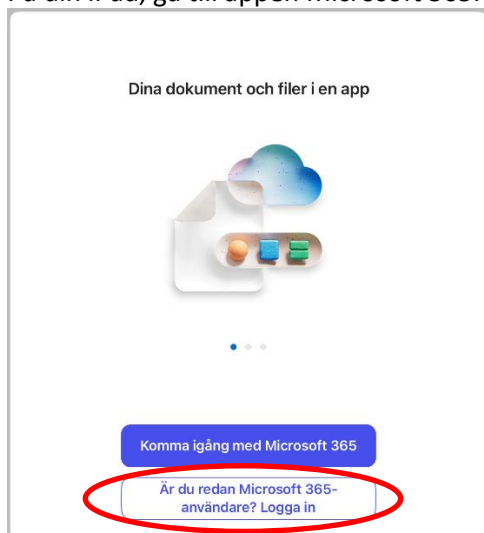 Dina dokument och filer i en app
Komma igång med Microsoft 365
Är du redan Microsoft 365-
användare? Logga in